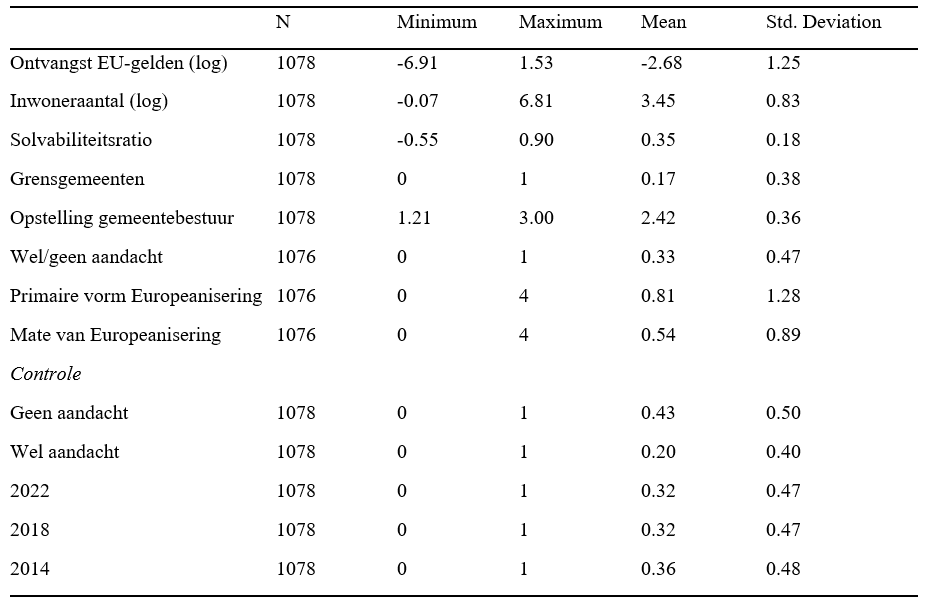 N Minimum Maximum Mean Std. Deviation
Ontvangst EU-gelden (log) 1078 -6.91 1.53 -2.68 1.25
Inwoneraantal (log) 1078 -0.07 6.81 3.45 0.83
Solvabiliteitsratio 1078 -0.55 0.90 0.35 0.18
Grensgemeenten 1078 0 1 0.17 0.38
Opstelling gemeentebestuur 1078 1.21 3.00 2.42 0.36
Wel/geen aandacht 1076 0 1 0.33 0.47
Primaire vorm Europeanisering 1076 0 4 0.81 1.28
Mate van Europeanisering 1076 0 4 0.54 0.89
Controle
Geen aandacht 1078 0 1 0.43 0.50
Wel aandacht 1078 0 1 0.20 0.40
2022 1078 0 1 0.32 0.47
2018 1078 0 1 0.32 0.47
2014 1078 0 1 0.36 0.48